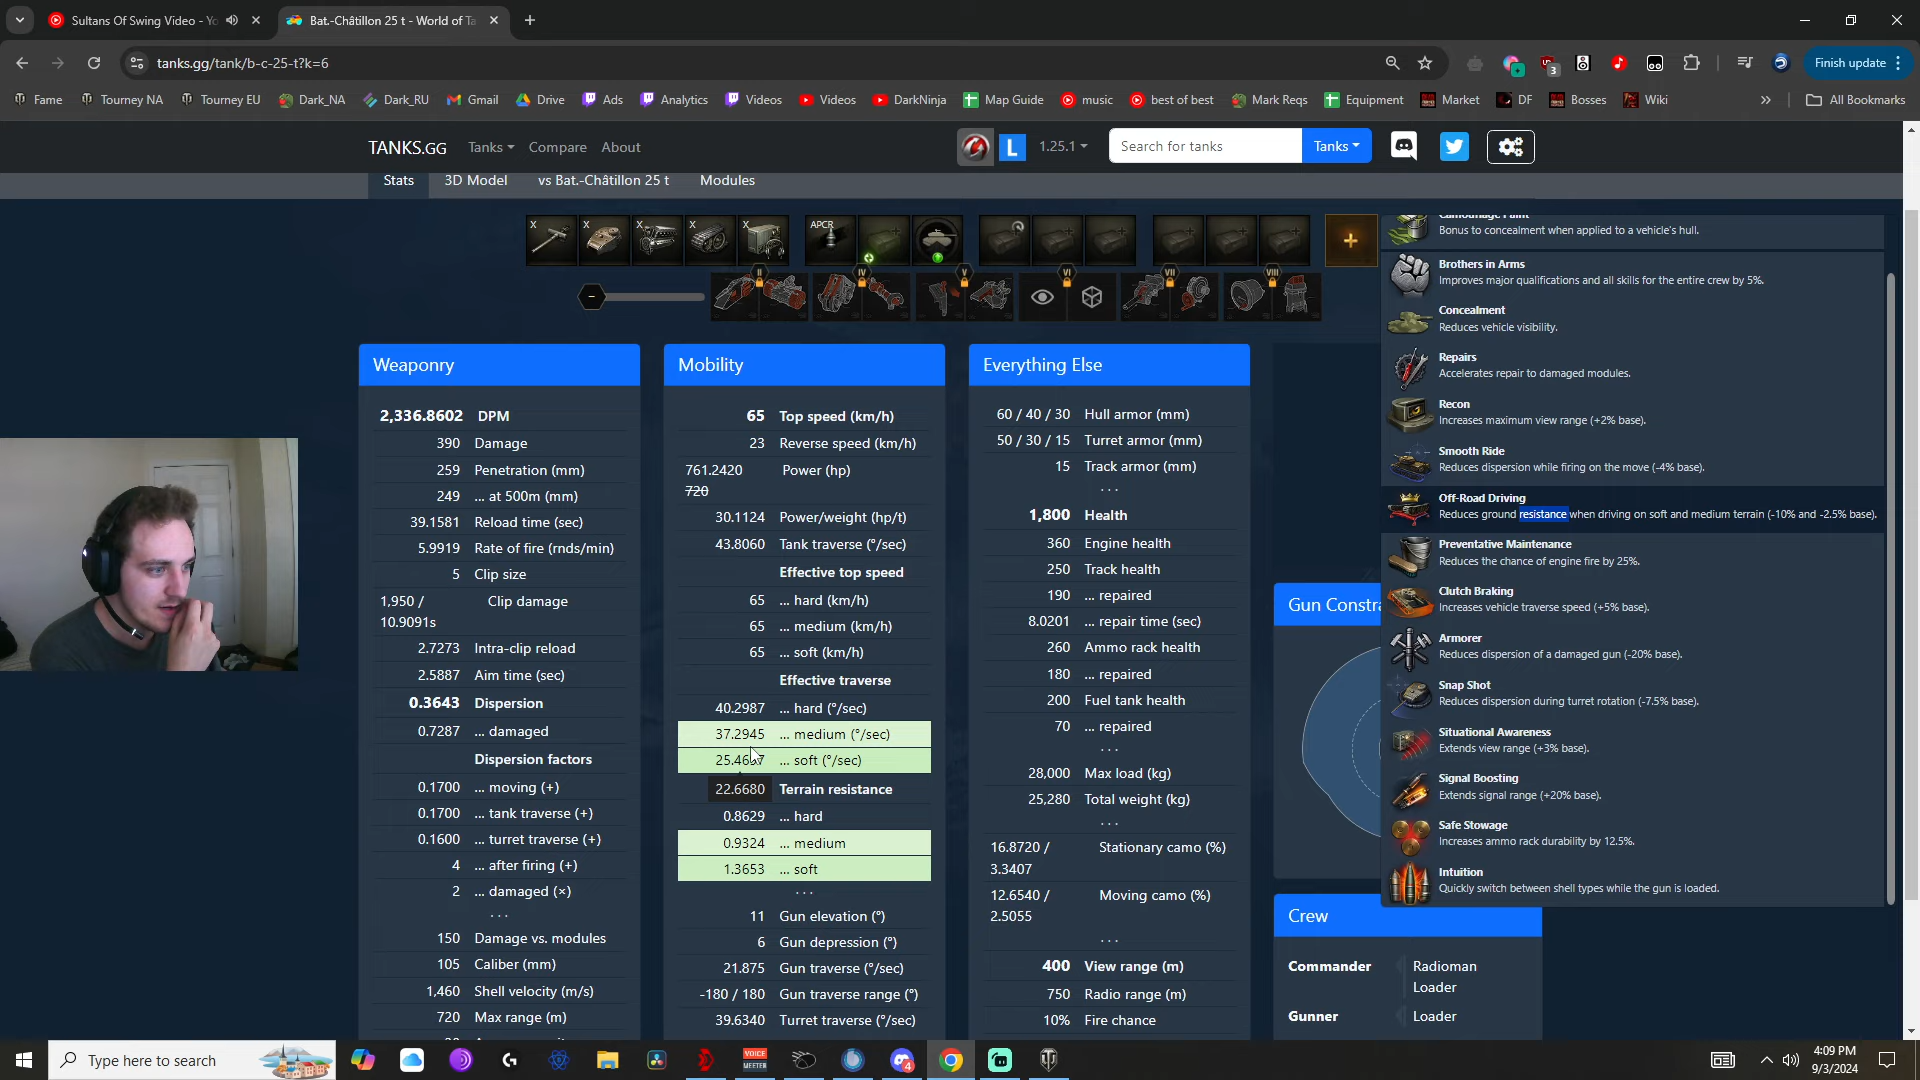 Sultans Of Swing Video - Yo
Bat.-Châtillon 25 t - World of Ta
tanks.gg/tank/b-c-25-t?k=6
Finish update
Fame
Tourney NA
Tourney EU
Dark_NA
Dark_RU
Gmail
Drive
Ads
Analytics
Videos
Videos
DarkNinja
Map Guide
music
best of best
Mark Reqs
Equipment
Market
DF
Bosses
Wiki
All Bookmarks
TANKS.GG
Tanks
Compare
About
L
1.25.1
Search for tanks
Tanks
Stats
3D Model
vs Bat.-Châtillon 25 t
Modules
X
X
X
X
X
APCR
II
IV
V
VI
VII
VIII
Weaponry
2,336.8602 DPM
390 Damage
259 Penetration (mm)
249 ... at 500m (mm)
39.1581 Reload time (sec)
5.9919 Rate of fire (rnds/min)
5 Clip size
1,950 / Clip damage
10.9091s
2.7273 Intra-clip reload
2.5887 Aim time (sec)
0.3643 Dispersion
0.7287 ... damaged
Dispersion factors
0.1700 ... moving (+)
0.1700 ... tank traverse (+)
0.1600 ... turret traverse (+)
4 ... after firing (+)
2 ... damaged (×)
...
150 Damage vs. modules
105 Caliber (mm)
1,460 Shell velocity (m/s)
720 Max range (m)
Mobility
65 Top speed (km/h)
23 Reverse speed (km/h)
761.2420 Power (hp)
720
30.1124 Power/weight (hp/t)
43.8060 Tank traverse (°/sec)
Effective top speed
65 ... hard (km/h)
65 ... medium (km/h)
65 ... soft (km/h)
Effective traverse
40.2987 ... hard (°/sec)
37.2945 ... medium (°/sec)
... soft (°/sec)
22.6680 Terrain resistance
0.8629 ... hard
0.9324 ... medium
1.3653 ... soft
...
11 Gun elevation (°)
6 Gun depression (°)
21.875 Gun traverse (°/sec)
-180 / 180 Gun traverse range (°)
39.6340 Turret traverse (°/sec)
Everything Else
60 / 40 / 30 Hull armor (mm)
50 / 30 / 15 Turret armor (mm)
15 Track armor (mm)
...
1,800 Health
360 Engine health
250 Track health
190 ... repaired
8.0201 ... repair time (sec)
260 Ammo rack health
180 ... repaired
200 Fuel tank health
70 ... repaired
...
28,000 Max load (kg)
25,280 Total weight (kg)
...
16.8720 / Stationary camo (%)
3.3407
12.6540 / Moving camo (%)
2.5055
...
400 View range (m)
750 Radio range (m)
10% Fire chance
Gun Constra
Crew
Commander Radioman
Loader
Gunner Loader
Camouflage Paint
Bonus to concealment when applied to a vehicle's hull.
Brothers in Arms
Improves major qualifications and all skills for the entire crew by 5%.
Concealment
Reduces vehicle visibility.
Repairs
Accelerates repair to damaged modules.
Recon
Increases maximum view range (+2% base).
Smooth Ride
Reduces dispersion while firing on the move (-4% base).
Off-Road Driving
Reduces ground resistance when driving on soft and medium terrain (-10% and -2.5% base).
Preventative Maintenance
Reduces the chance of engine fire by 25%.
Clutch Braking
Increases vehicle traverse speed (+5% base).
Armorer
Reduces dispersion of a damaged gun (-20% base).
Snap Shot
Reduces dispersion during turret rotation (-7.5% base).
Situational Awareness
Extends view range (+3% base).
Signal Boosting
Extends signal range (+20% base).
Safe Stowage
Increases ammo rack durability by 12.5%.
Intuition
Quickly switch between shell types while the gun is loaded.
Type here to search
VOICE
MEETER
4:09 PM
9/3/2024